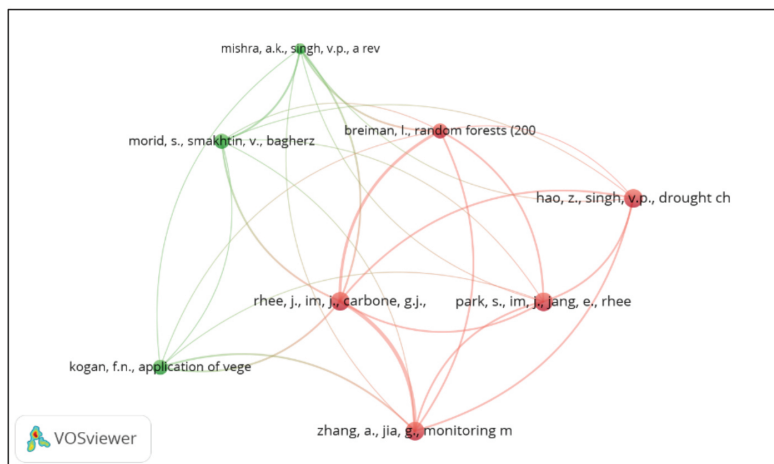 mishra, a.k., singh, v.p., a rev
breiman, l., random forests (200
morid, s., smakhtin, v., bagherz
hao, z., singh, v.p., drought ch
rhee, j., im, j., carbone, g.j.,
park, s., im, j., jang, e., rhee
kogan, f.n., application of vege
zhang, a., jia, g., monitoring m
VOSviewer